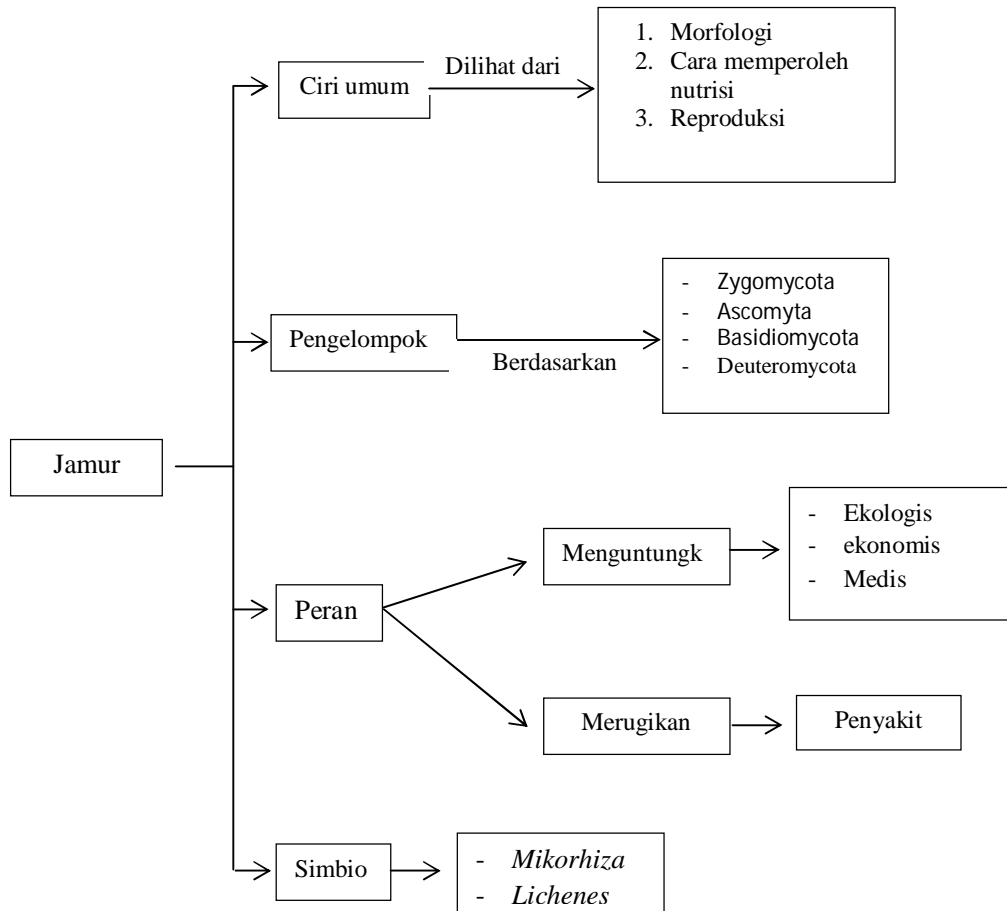 Ciri umum
Dilihat dari
1. Morfologi
2. Cara memperoleh
nutrisi
3. Reproduksi
Pengelompok
Berdasarkan
- Zygomycota
- Ascomyta
- Basidiomycota
- Deuteromycota
Jamur
Peran
Menguntungk
- Ekologis
- ekonomis
- Medis
Merugikan
Penyakit
Simbio
- Mikorhiza
- Lichenes